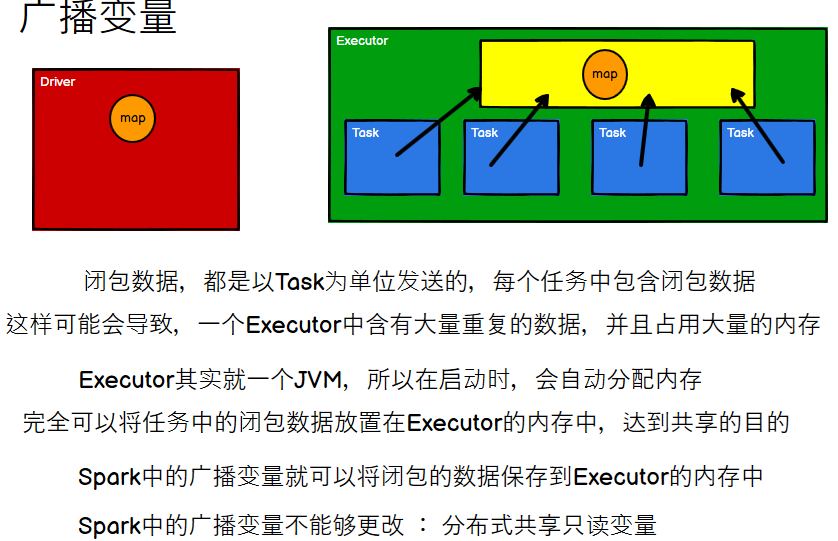 广播变量
Driver
map
Executor
map
Task
Task
Task
Task
闭包数据，都是以Task为单位发送的，每个任务中包含闭包数据
这样可能会导致，一个Executor中含有大量重复的数据，并且占用大量的内存
Executor其实就一个JVM，所以在启动时，会自动分配内存
完全可以将任务中的闭包数据放置在Executor的内存中，达到共享的目的
Spark中的广播变量就可以将闭包的数据保存到Executor的内存中
Spark中的广播变量不能够更改 ： 分布式共享只读变量